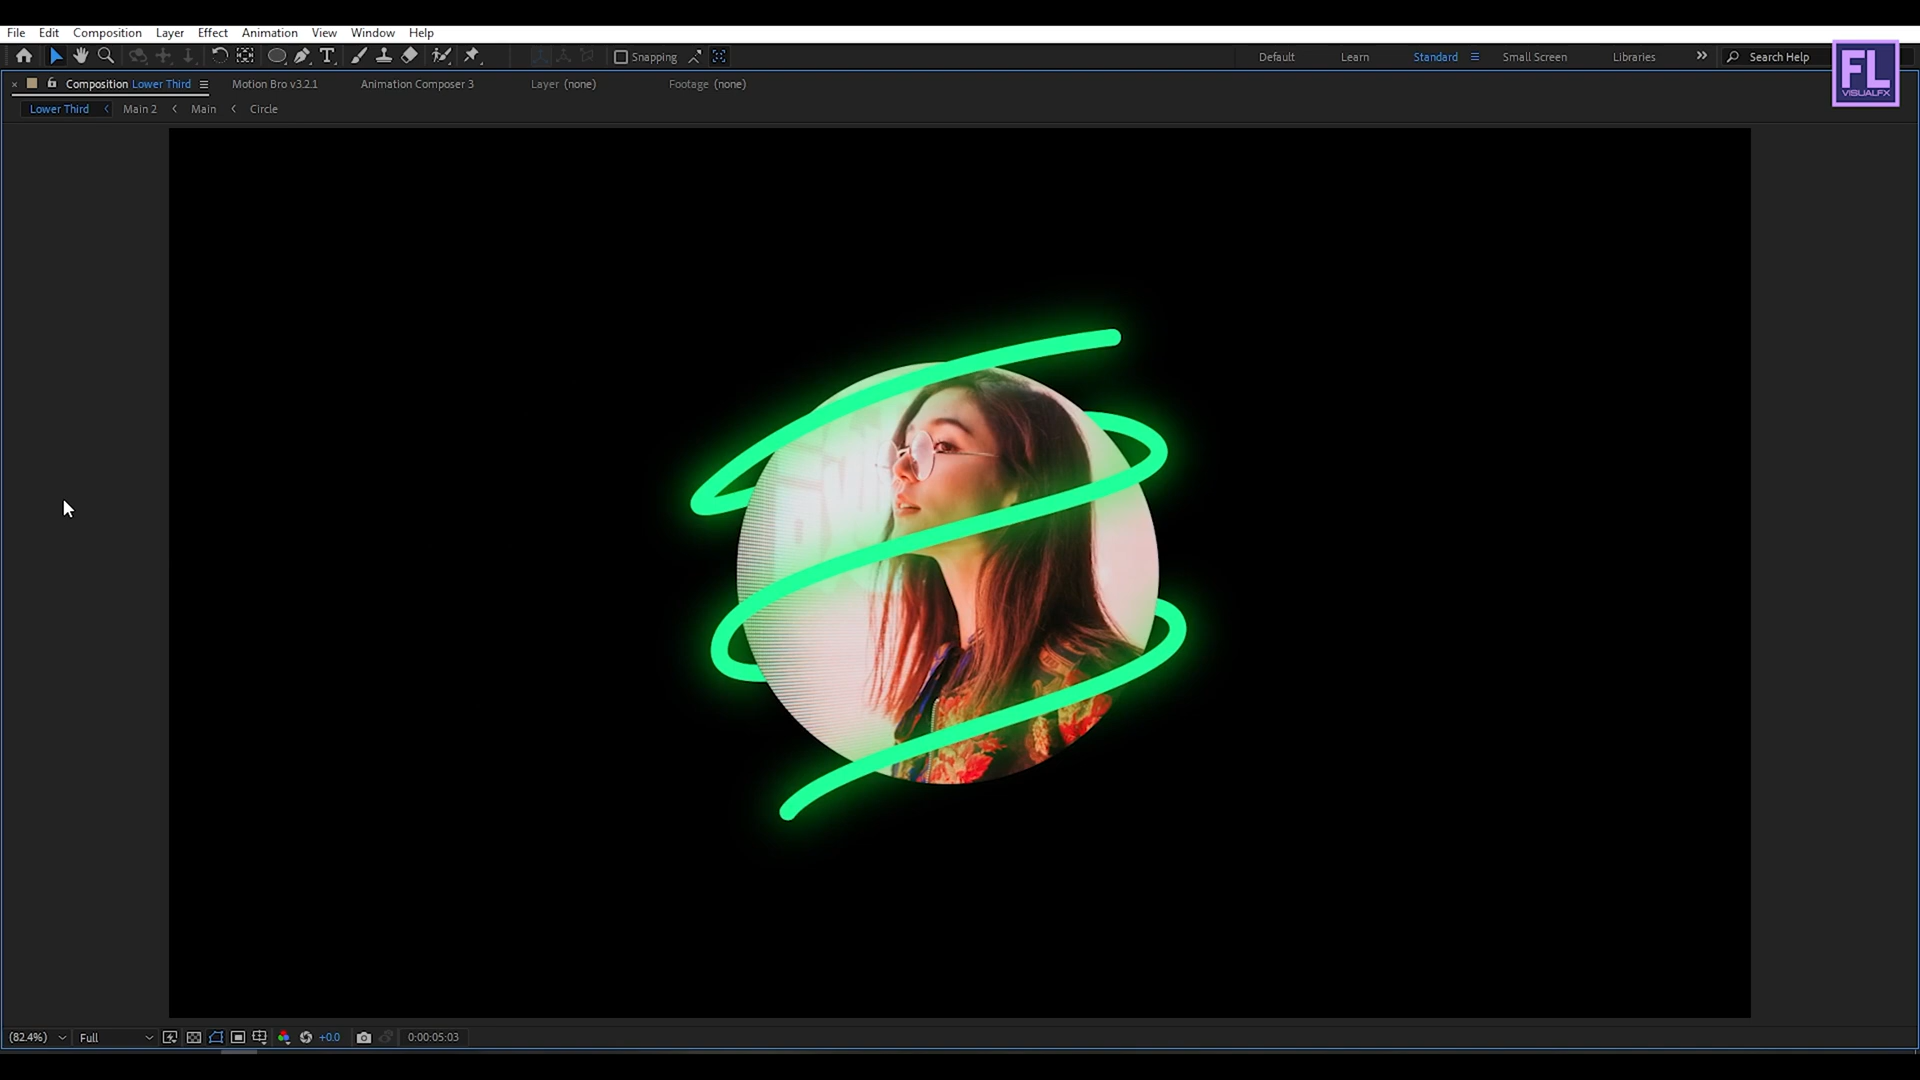 File Edit Composition Layer Effect Animation View Window Help
Snapping Default Learn Standard Small Screen Libraries Search Help
FL
VISUALFX
Composition Lower Third Motion Bro v3.2.1 Animation Composer 3 Layer (none) Footage (none)
Lower Third Main 2 Main Circle
(82.4%) Full +0.0 0:00:05:03